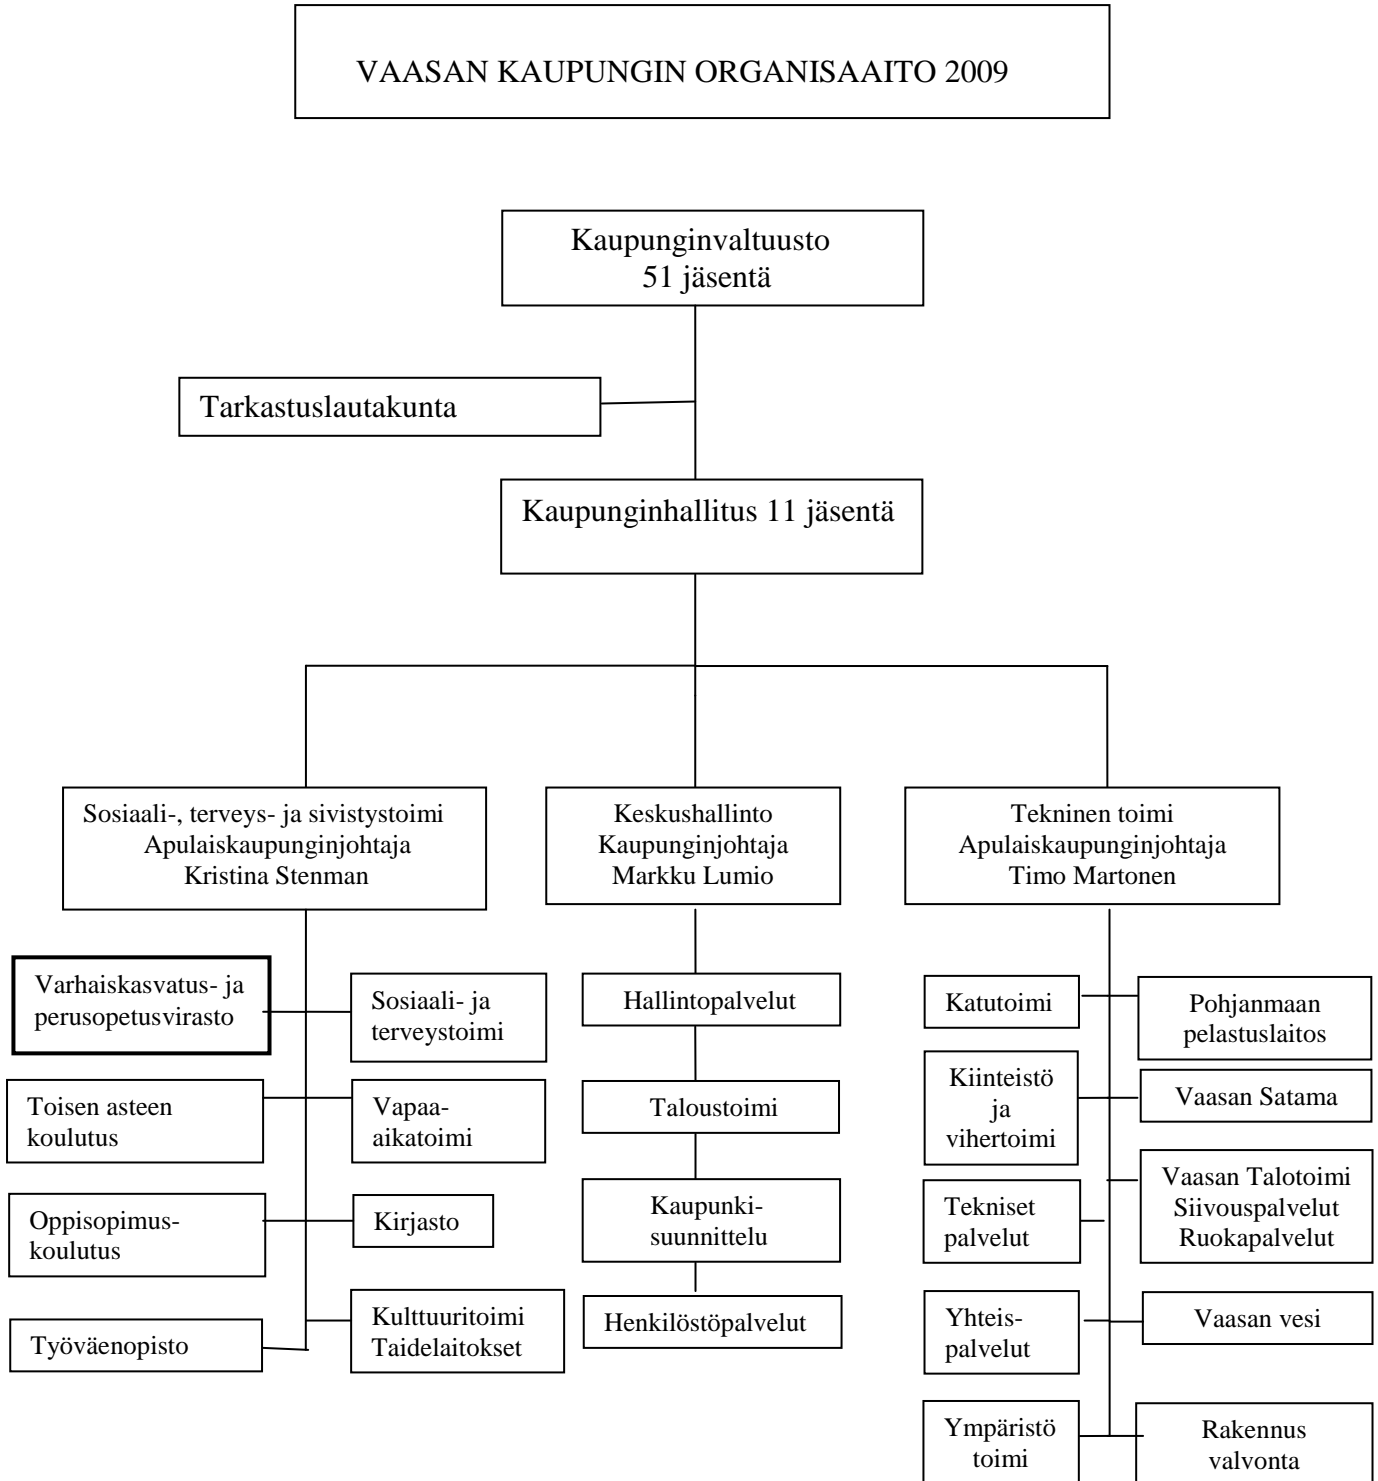 VAASAN KAUPUNGIN ORGANISAAITO 2009
Kaupunginvaltuusto
51 jäsentä
Tarkastuslautakunta
Kaupunginhallitus 11 jäsentä
Sosiaali-, terveys- ja sivistystoimi
Apulaiskaupunginjohtaja
Kristina Stenman
Keskushallinto
Kaupunginjohtaja
Markku Lumio
Tekninen toimi
Apulaiskaupunginjohtaja
Timo Martonen
Varhaiskasvatus- ja
perusopetusvirasto
Sosiaali- ja
terveystoimi
Toisen asteen
koulutus
Vapaa-
aikatoimi
Oppisopimus-
koulutus
Kirjasto
Työväenopisto
Kulttuuritoimi
Taidelaitokset
Hallintopalvelut
Taloustoimi
Kaupunki-
suunnittelu
Henkilöstöpalvelut
Katutoimi
Pohjanmaan
pelastuslaitos
Kiinteistö
ja
vihertoimi
Vaasan Satama
Tekniset
palvelut
Vaasan Talotoimi
Siivouspalvelut
Ruokapalvelut
Yhteis-
palvelut
Vaasan vesi
Ympäristö
toimi
Rakennus
valvonta